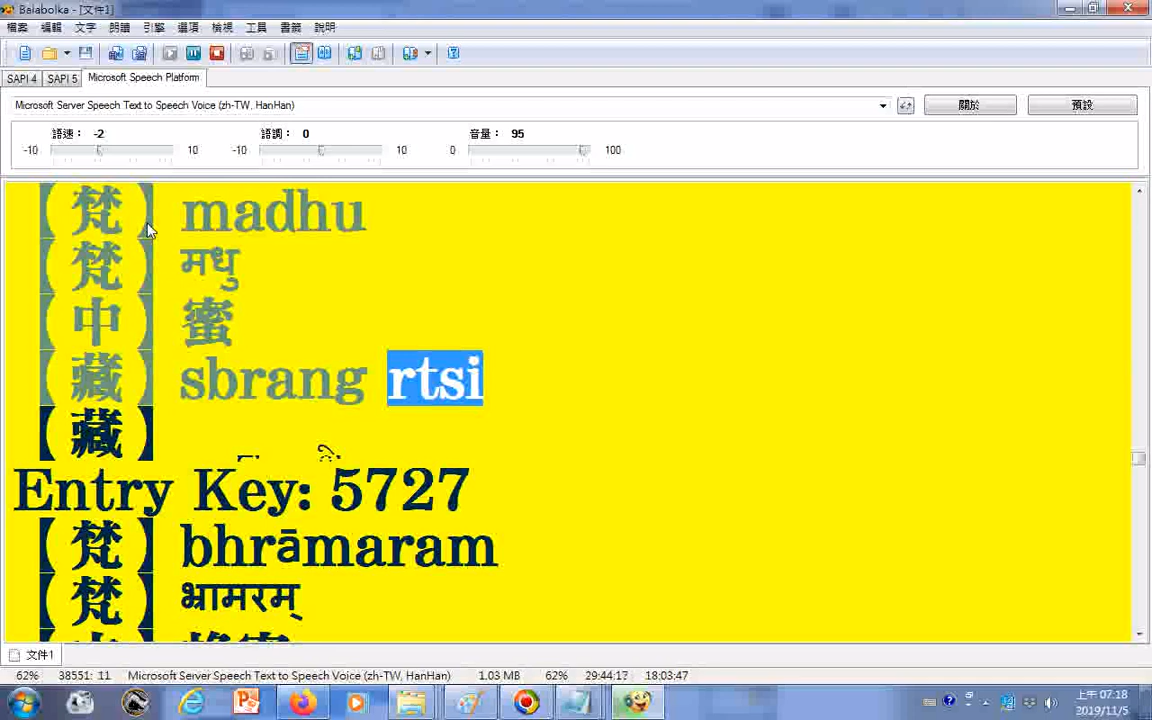 Balabolka - [文件1]
檔案 編輯 文字 朗讀 引擎 選項 檢視 工具 書籤 說明
SAPI 4 SAPI 5 Microsoft Speech Platform
Microsoft Server Speech Text to Speech Voice (zh-TW, HanHan) 關於 預設
語速： -2 語調： 0 音量： 95
-10 10 -10 10 0 100
【梵】 madhu
【梵】 मधु
【中】 蜜
【藏】 sbrang rtsi
【藏】
Entry Key: 5727
【梵】 bhrāmaram
【梵】 भ्रामरम्
文件1
62% 38551: 11 Microsoft Server Speech Text to Speech Voice (zh-TW, HanHan) 1.03 MB 62% 29:44:17 18:03:47
上午 07:18
2019/11/5